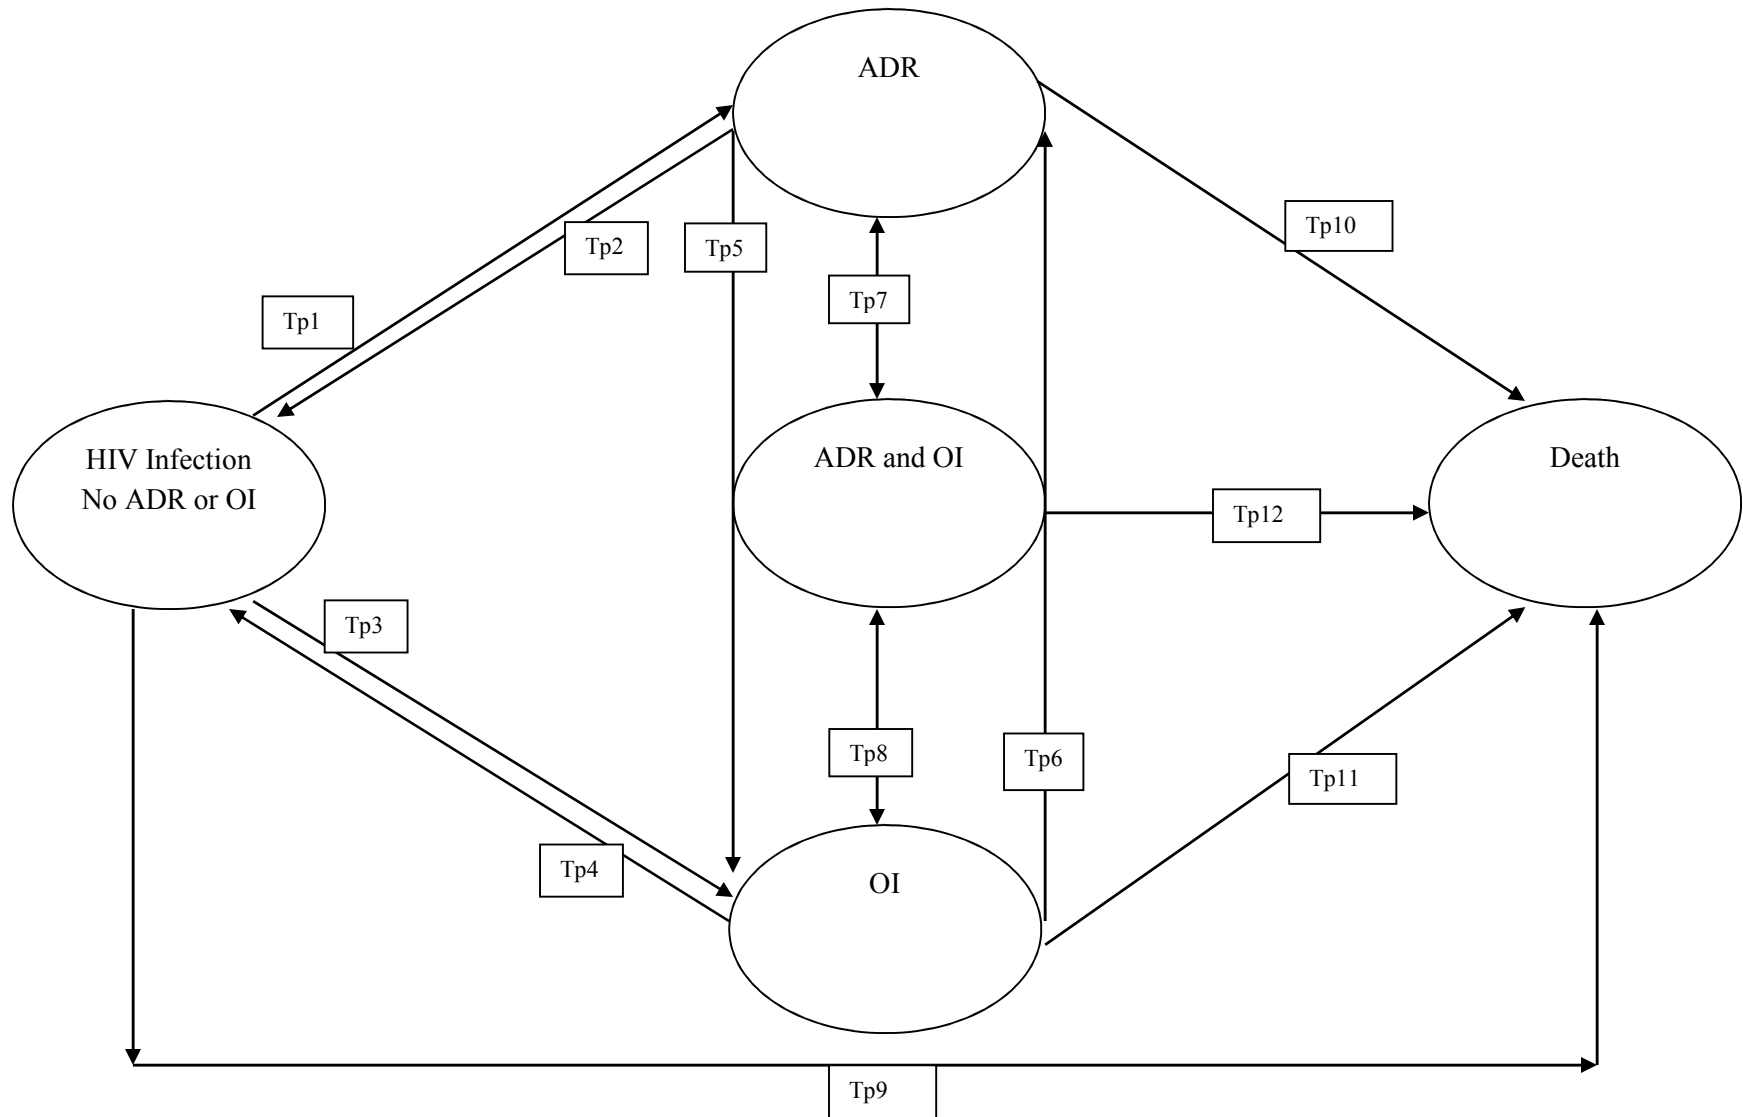 ADR
Tp10
Tp2
Tp5
Tp7
Tp1
HIV Infection
No ADR or OI
ADR and OI
Death
Tp12
Tp3
Tp8
Tp6
Tp11
Tp4
OI
Tp9